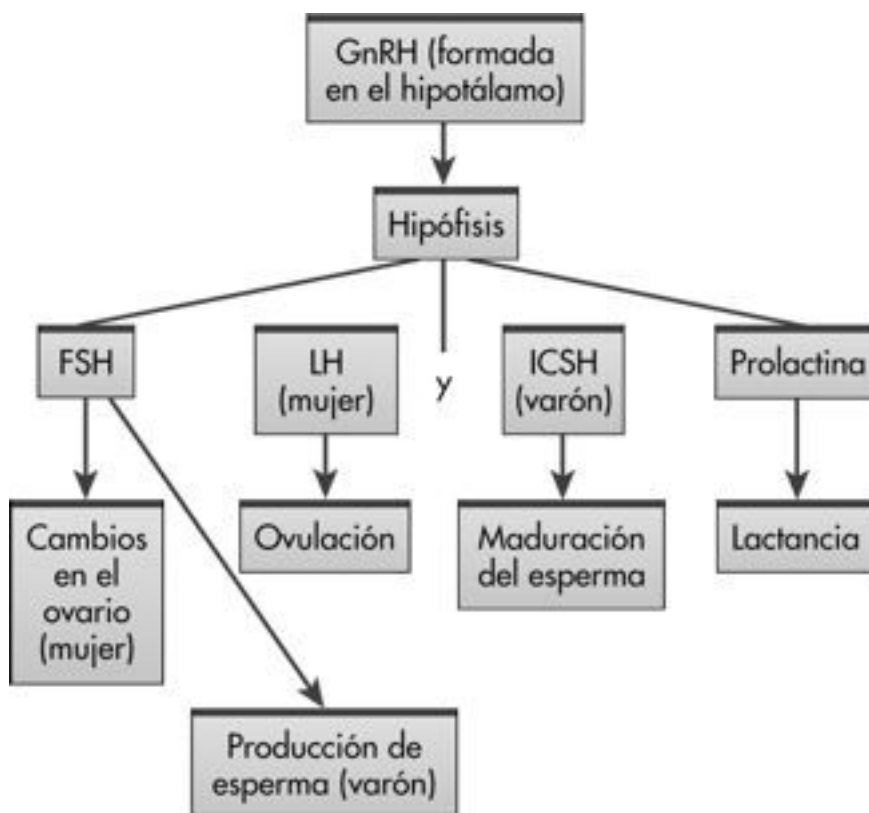 GnRH (formada
en el hipotálamo)
Hipófisis
FSH
LH
(mujer)
y
ICSH
(varón)
Prolactina
Cambios
en el
ovario
(mujer)
Ovulación
Maduración
del esperma
Lactancia
Producción de
esperma (varón)